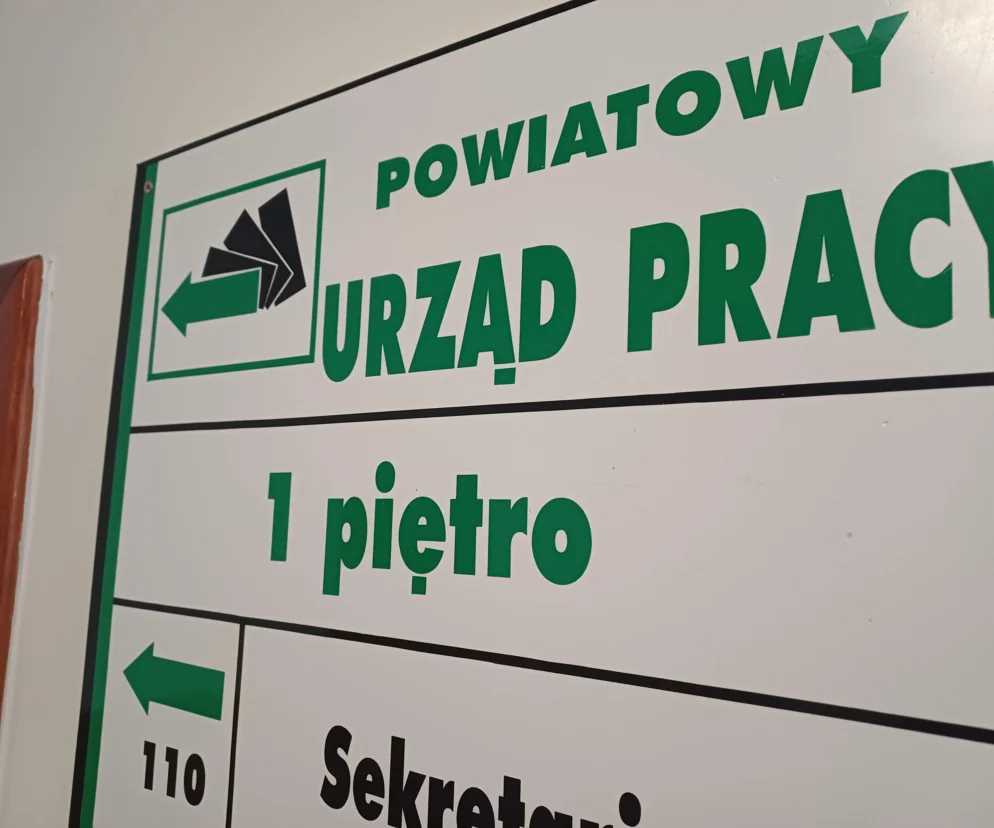 POWIATOWY
URZĄD PRACY
1 piętro
110